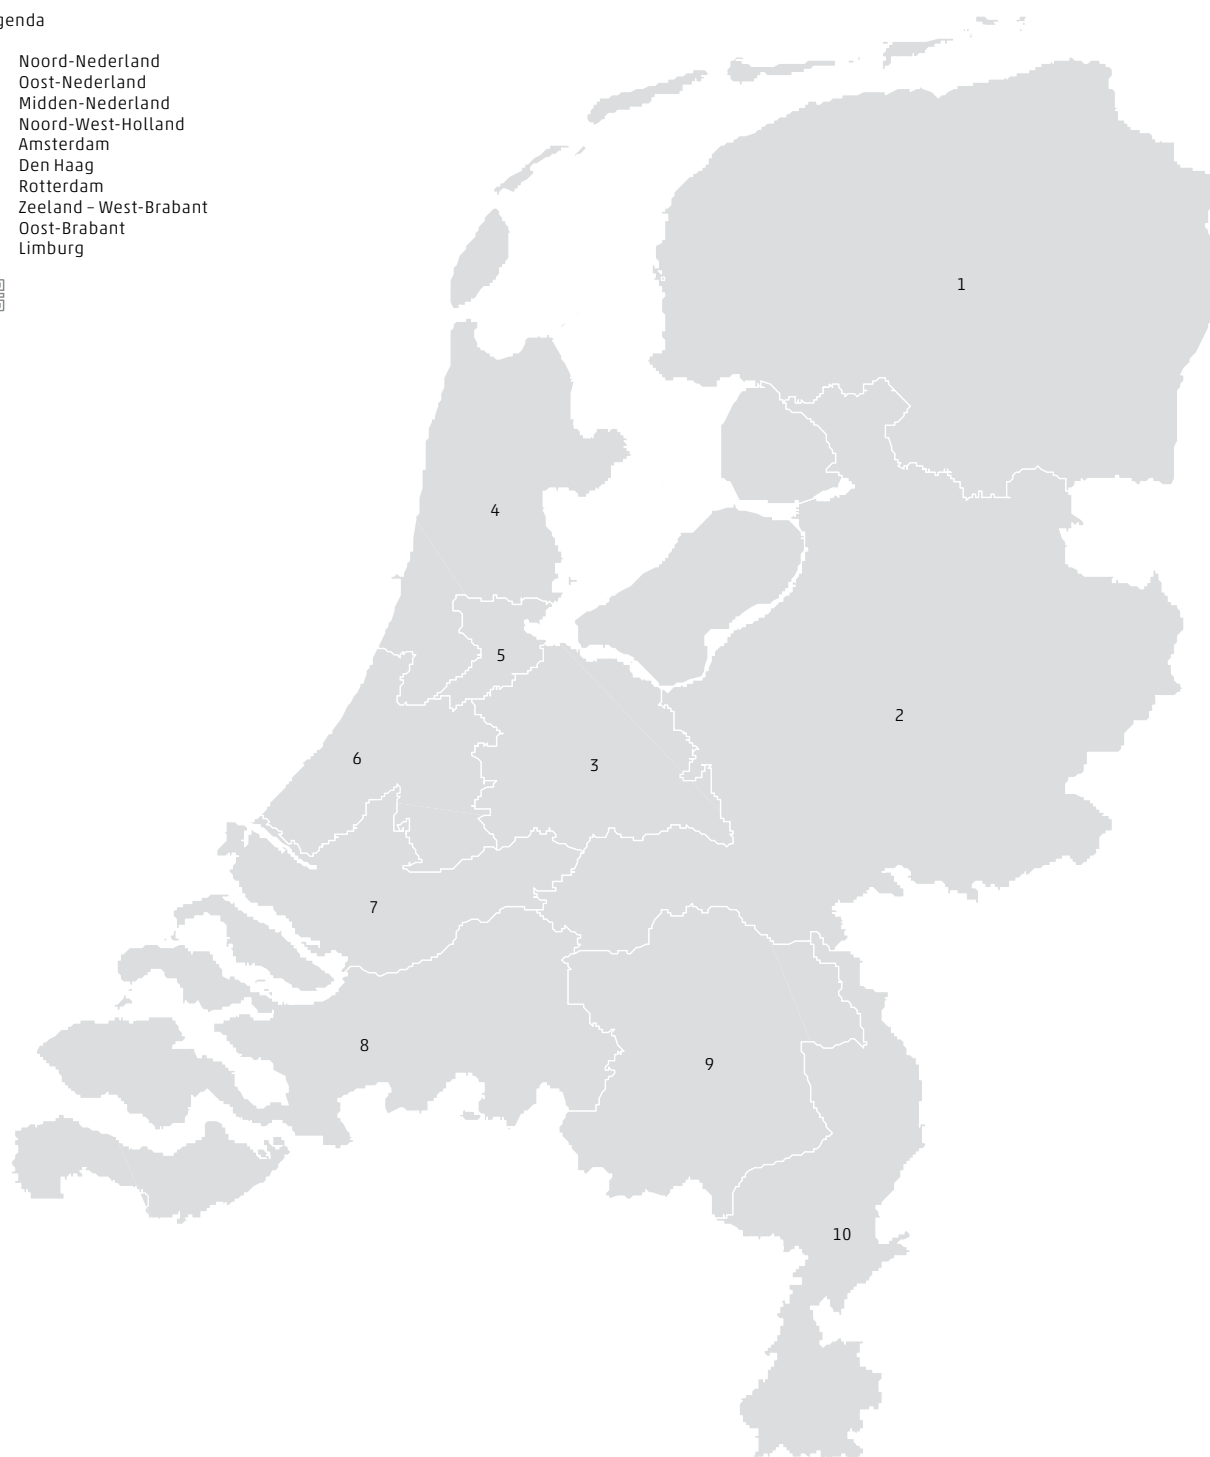 genda
Noord-Nederland
Oost-Nederland
Midden-Nederland
Noord-West-Holland
Amsterdam
Den Haag
Rotterdam
Zeeland – West-Brabant
Oost-Brabant
Limburg
1
4
5
2
6
3
7
8
9
10